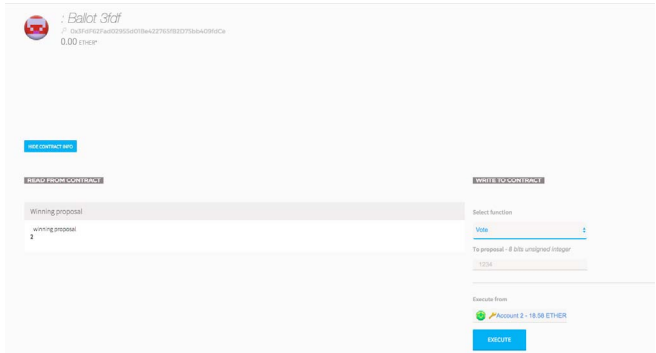 : Ballot 3fdf
0.00 ETHER*
HIDE CONTRACT INFO
READ FROM CONTRACT
WRITE TO CONTRACT
Winning proposal
winning proposal
2
Select function
Vote
To proposal - 8 bits unsigned integer
1234
Execute from
Account 2 - 18.56 ETHER
EXECUTE